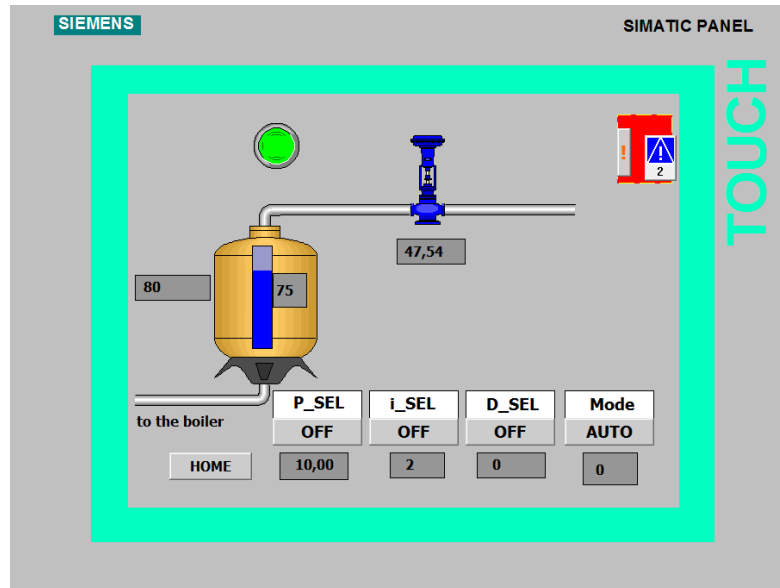 SIEMENS
SIMATIC PANEL
TOUCH
!
2
47,54
80
75
to the boiler
P_SEL
i_SEL
D_SEL
Mode
OFF
OFF
OFF
AUTO
HOME
10,00
2
0
0